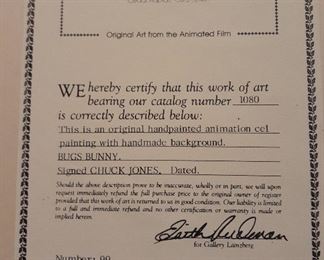 Original Art from the Animated Film
WE hereby certify that this work of art
bearing our catalog number 1080
is correctly described below:
This is an original handpainted animation cel
painting with handmade background.
BUGS BUNNY.
Signed CHUCK JONES. Dated.
Should the above description prove to be inaccurate, wholly or in part, we will upon
request immediately refund the full purchase price to the original owner of register
provided that this work of art is returned to us in good condition. Our liability is limited
to a full and immediate refund and no other certification or warranty is made or
implied herein.
for Gallery Lainzberg
Number: 99